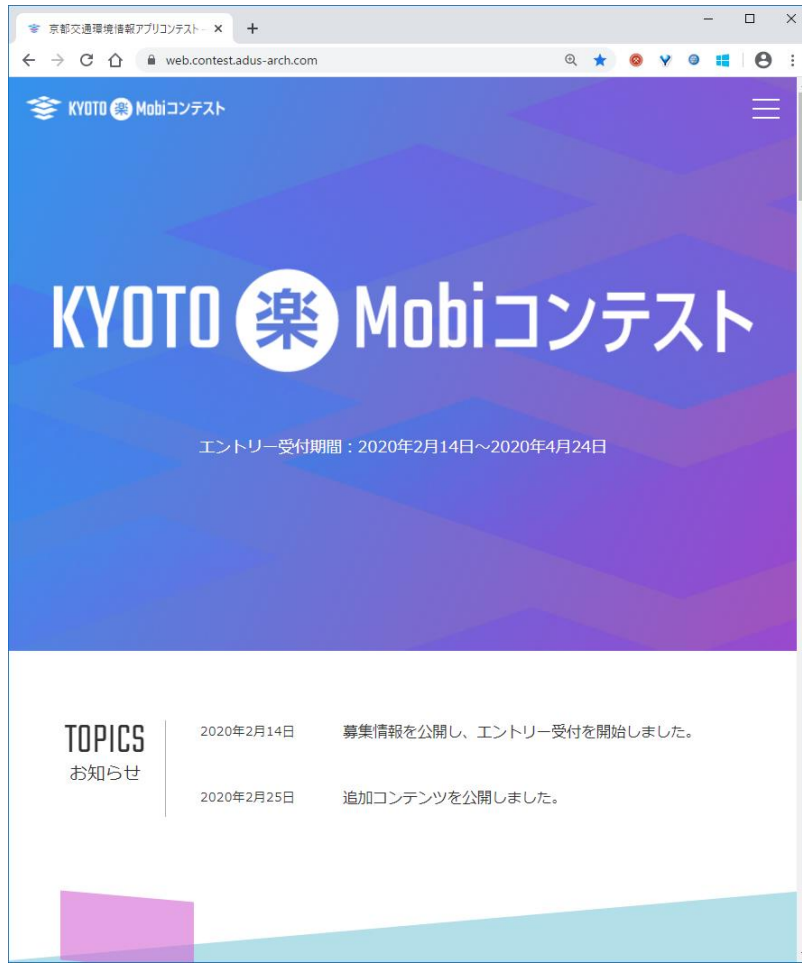 京都交通環境情報アプリコンテスト -
web.contest.adus-arch.com
KYOTO 楽 Mobiコンテスト
KYOTO 楽 Mobiコンテスト
エントリー受付期間：2020年2月14日～2020年4月24日
TOPICS
お知らせ
2020年2月14日 募集情報を公開し、エントリー受付を開始しました。
2020年2月25日 追加コンテンツを公開しました。